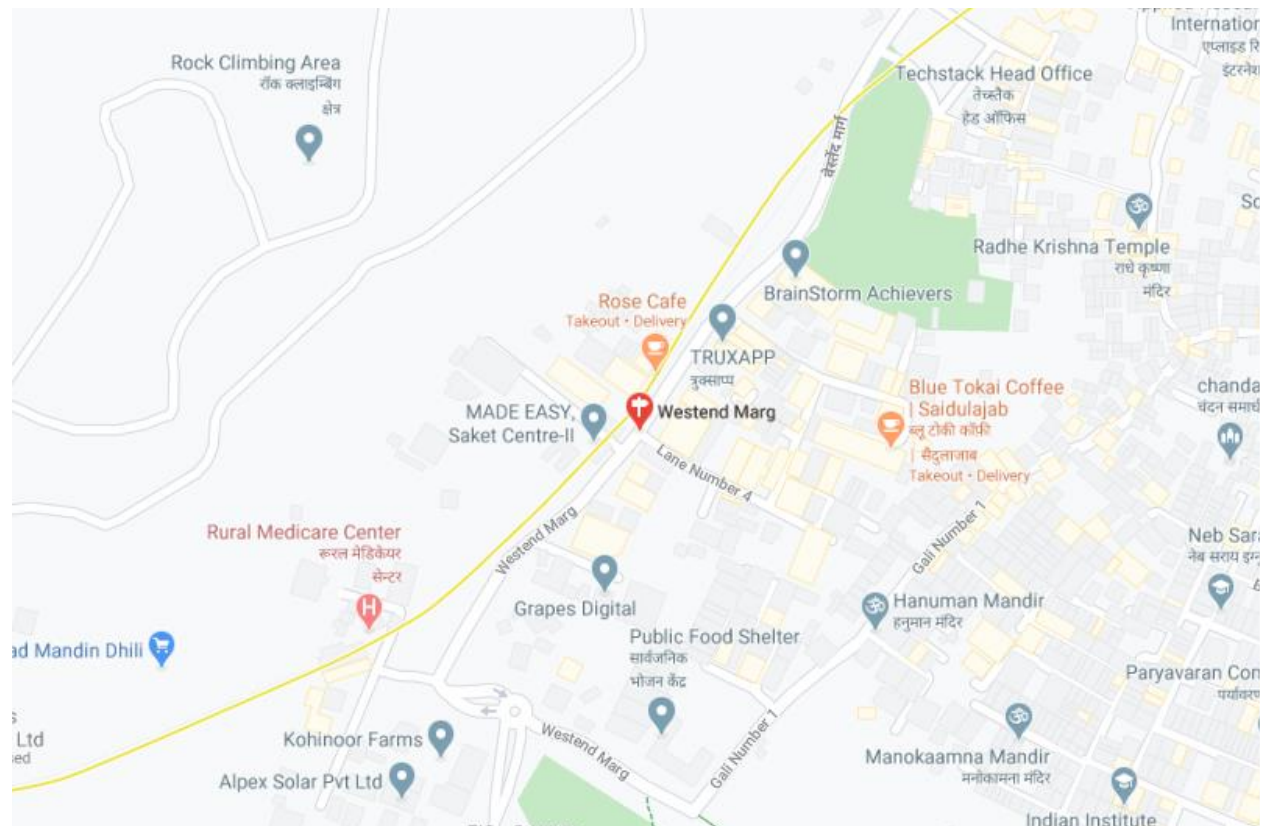 Internation
एप्लाइड रि
इंटरनेश
Rock Climbing Area
रॉक क्लाइम्बिंग
क्षेत्र
Techstack Head Office
तेच्स्तैक
हेड ऑफिस
वेस्तेंद मार्ग
Radhe Krishna Temple
राधे कृष्णा
मंदिर
BrainStorm Achievers
Rose Cafe
Takeout • Delivery
TRUXAPP
त्रुक्साप्प
MADE EASY,
Saket Centre-II
Westend Marg
Blue Tokai Coffee
| Saidulajab
ब्लू टोकी कॉफ़ी
| सैदुलाजाब
Takeout • Delivery
chanda
चंदन समाधी
Lane Number 4
Westend Marg
Gali Number 1
Rural Medicare Center
रूरल मेडिकेयर
सेन्टर
H
Neb Sara
नेब सराय इग्न
Grapes Digital
Hanuman Mandir
हनुमान मंदिर
Public Food Shelter
सार्वजनिक
भोजन केंद्र
ad Mandin Dhili
Paryavaran Con
पर्यावरण
Ltd
Kohinoor Farms
Westend Marg
Gali Number 1
Manokaamna Mandir
मनोकामना मंदिर
Alpex Solar Pvt Ltd
Indian Institute